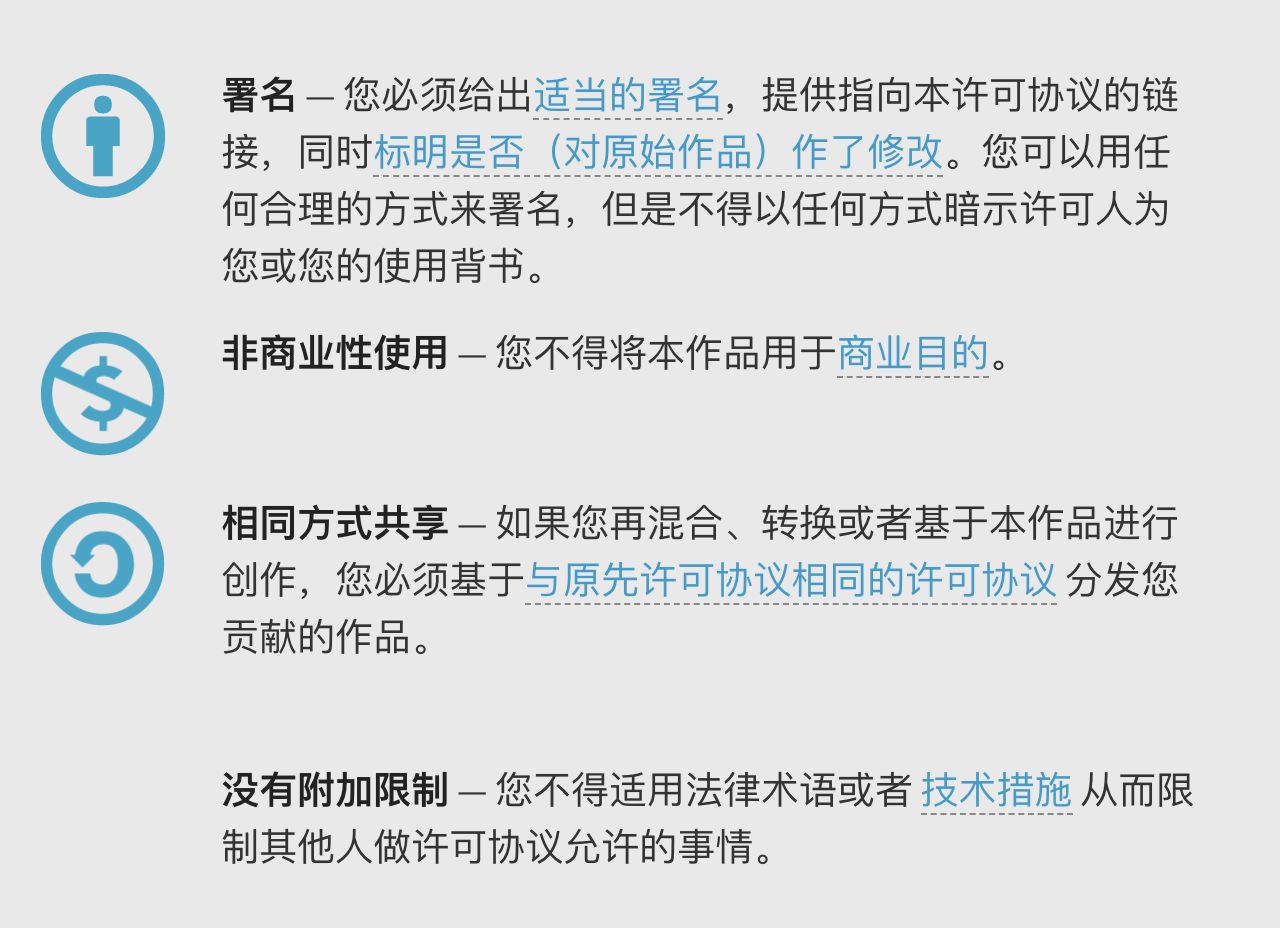 署名 — 您必须给出适当的署名，提供指向本许可协议的链
接，同时标明是否（对原始作品）作了修改。您可以用任
何合理的方式来署名，但是不得以任何方式暗示许可人为
您或您的使用背书。
非商业性使用 — 您不得将本作品用于商业目的。
相同方式共享 — 如果您再混合、转换或者基于本作品进行
创作，您必须基于与原先许可协议相同的许可协议 分发您
贡献的作品。
没有附加限制 — 您不得适用法律术语或者 技术措施 从而限
制其他人做许可协议允许的事情。